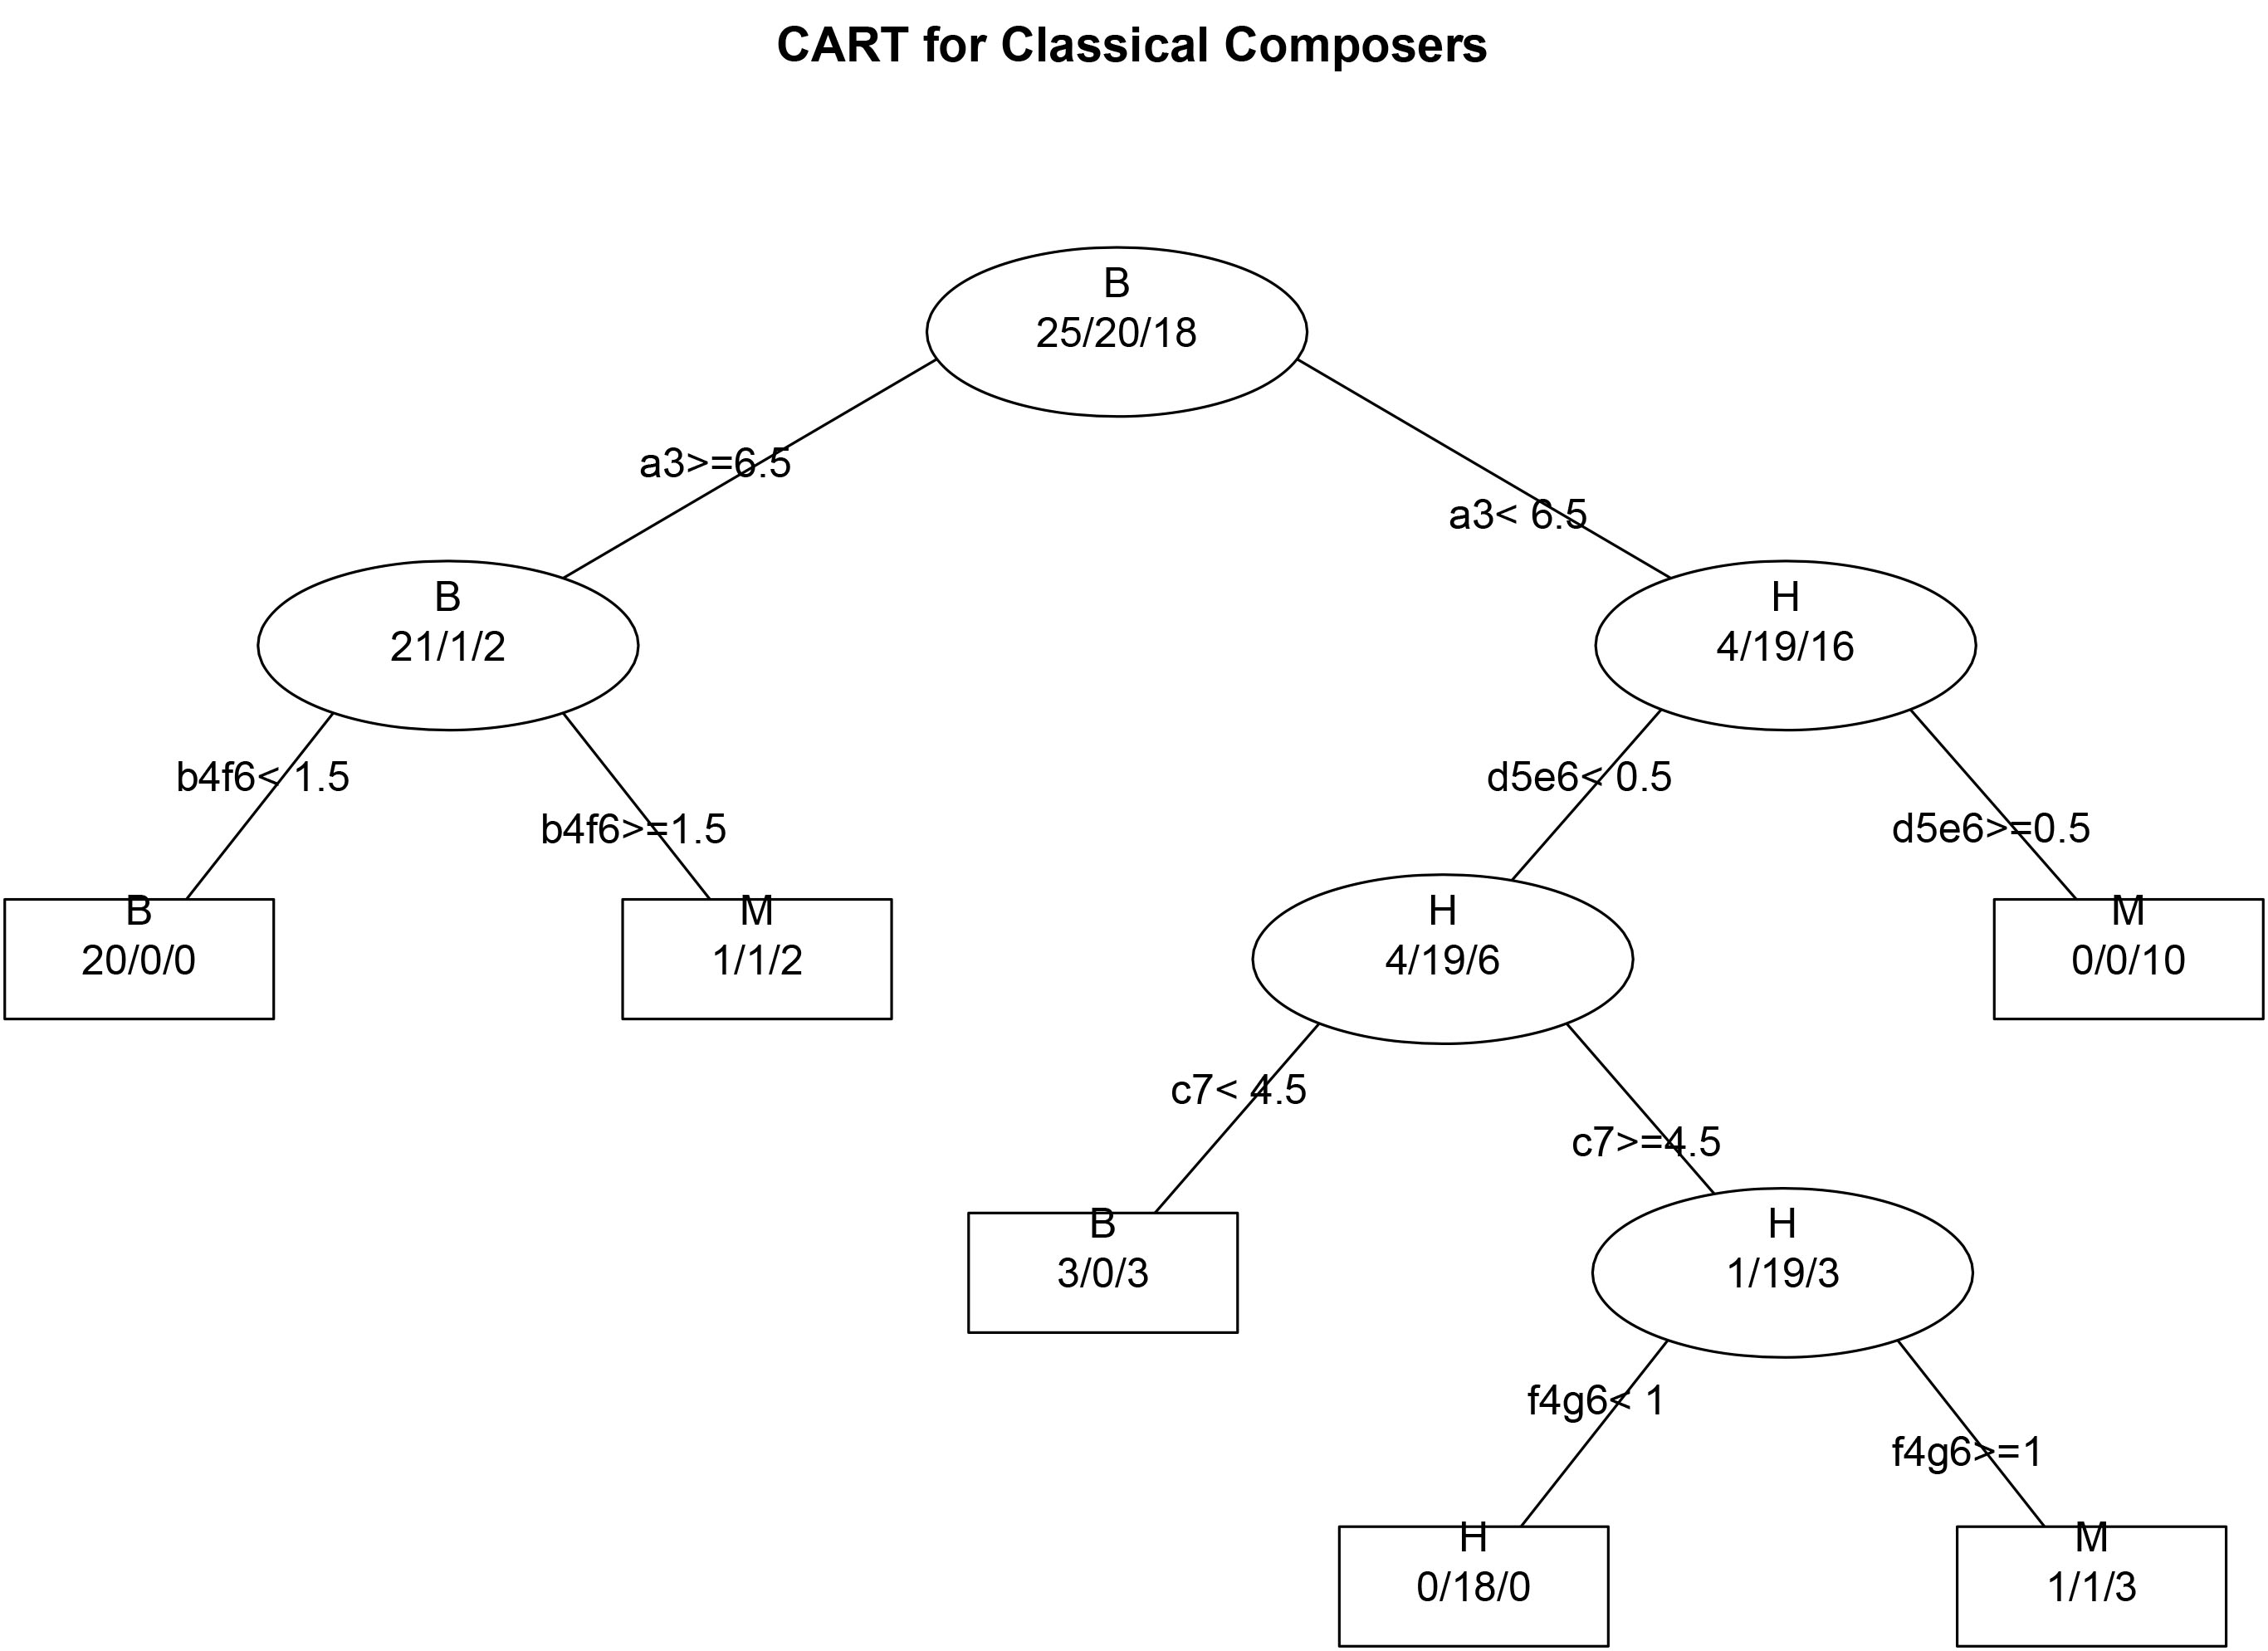 CART for Classical Composers
B
25/20/18
a3>=6.5
a3< 6.5
B
21/1/2
H
4/19/16
b4f6< 1.5
b4f6>=1.5
d5e6< 0.5
d5e6>=0.5
B
20/0/0
M
1/1/2
H
4/19/6
M
0/0/10
c7< 4.5
c7>=4.5
B
3/0/3
H
1/19/3
f4g6< 1
f4g6>=1
H
0/18/0
M
1/1/3